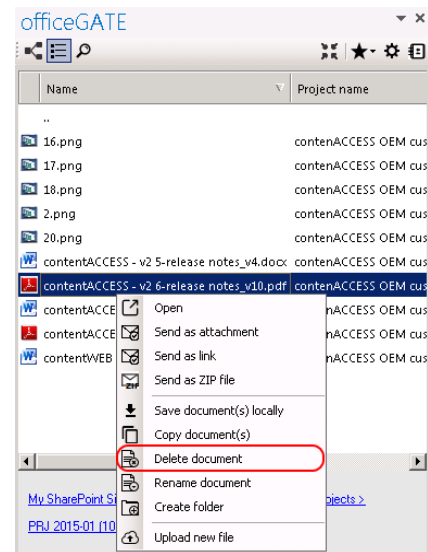 officeGATE
Name
Project name
..
16.png contenACCESS OEM cus
17.png contenACCESS OEM cus
18.png contenACCESS OEM cus
2.png contenACCESS OEM cus
20.png contenACCESS OEM cus
contentACCESS - v2 5-release notes_v4.docx contenACCESS OEM cus
contentACCESS - v2 6-release notes_v10.pdf contenACCESS OEM cus
contentACCE nACCESS OEM cus
contentACCE nACCESS OEM cus
contentWEB nACCESS OEM cus
Open
Send as attachment
Send as link
ZIP Send as ZIP file
Save document(s) locally
Copy document(s)
Delete document
Rename document
Create folder
Upload new file
My SharePoint Si ojects >
PRJ 2015-01 (10